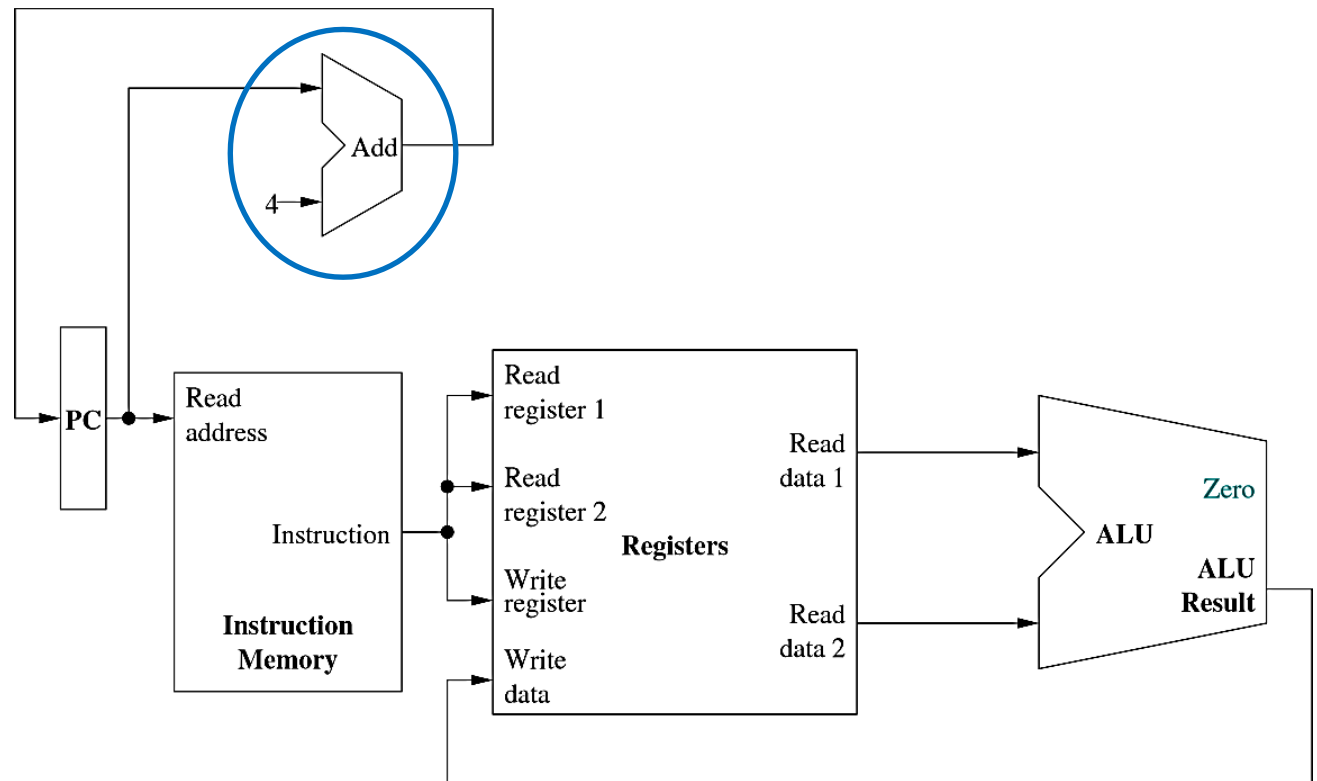 Add
4
PC
Read
address
Instruction
Instruction
Memory
Read
register 1
Read
register 2
Write
register
Write
data
Registers
Read
data 1
Read
data 2
Zero
ALU
ALU
Result